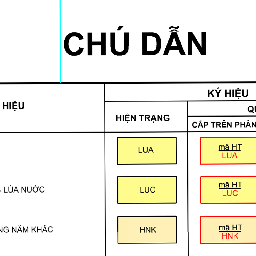 CHÚ DẪN
KÝ HIỆU
HIỆU
HIỆN TRẠNG
CẤP TRÊN PHÂN
LUA
mã HT
LUA
LÚA NƯỚC
LUC
mã HT
LUC
NĂM KHÁC
HNK
mã HT
HNK